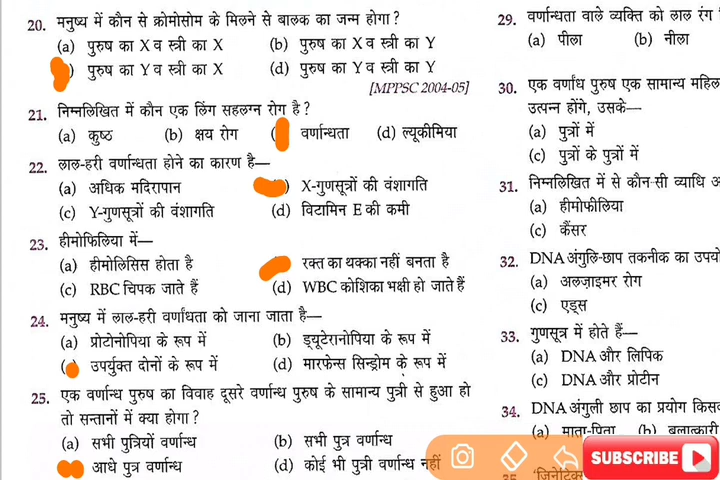 20. मनुष्य में कौन से क्रोमोसोम के मिलने से बालक का जन्म होगा ?
(a) पुरुष का X व स्त्री का X (b) पुरुष का X व स्त्री का Y
) पुरुष का Y व स्त्री का X (d) पुरुष का Y व स्त्री का Y
[MPPSC 2004-05]
21. निम्नलिखित में कौन एक लिंग सहलग्न रोग है ?
(a) कुष्ठ (b) क्षय रोग ( वर्णान्धता (d) ल्यूकीमिया
22. लाल-हरी वर्णान्धता होने का कारण है—
(a) अधिक मदिरापान ) X-गुणसूत्रों की वंशागति
(c) Y-गुणसूत्रों की वंशागति (d) विटामिन E की कमी
23. हीमोफिलिया में—
(a) हीमोलिसिस होता है रक्त का थक्का नहीं बनता है
(c) RBC चिपक जाते हैं (d) WBC कोशिका भक्षी हो जाते हैं
24. मनुष्य में लाल-हरी वर्णांधता को जाना जाता है—
(a) प्रोटोनोपिया के रूप में (b) ड्यूटेरानोपिया के रूप में
( ) उपर्युक्त दोनों के रूप में (d) मारफेन्स सिन्ड्रोम के रूप में
25. एक वर्णान्ध पुरुष का विवाह दूसरे वर्णान्ध पुरुष के सामान्य पुत्री से हुआ हो
तो सन्तानों में क्या होगा ?
(a) सभी पुत्रियों वर्णान्ध (b) सभी पुत्र वर्णान्ध
आधे पुत्र वर्णान्ध (d) कोई भी पुत्री वर्णान्ध नहीं
29. वर्णान्धता वाले व्यक्ति को लाल रंग
(a) पीला (b) नीला
30. एक वर्णांध पुरुष एक सामान्य महिल
उत्पन्न होंगे, उसके—
(a) पुत्रों में
(c) पुत्रों के पुत्रों में
31. निम्नलिखित में से कौन-सी व्याधि अ
(a) हीमोफीलिया
(c) कैंसर
32. DNA अंगुलि-छाप तकनीक का उपयो
(a) अलज़ाइमर रोग
(c) एड्स
33. गुणसूत्र में होते हैं—
(a) DNA और लिपिक
(c) DNA और प्रोटीन
34. DNA अंगुली छाप का प्रयोग किस
(a) माता-पिता (b) बलात्कारी
35. 'जिनेटिक्स
SUBSCRIBE